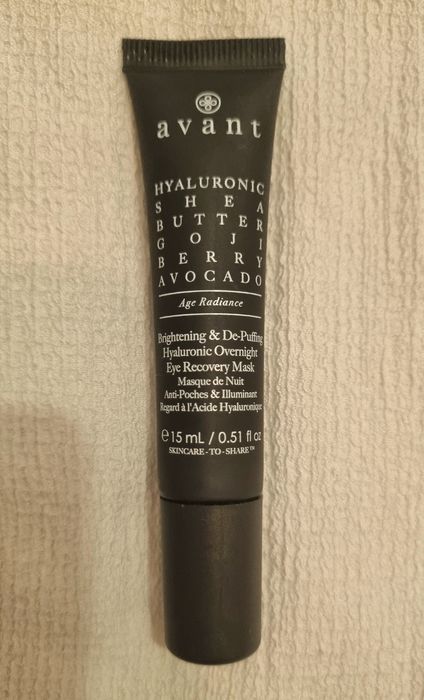 avant
HYALURONIC
SHEA
BUTTER
GOJI
BERRY
AVOCADO
Age Radiance
Brightening & De-Puffing
Hyaluronic Overnight
Eye Recovery Mask
Masque de Nuit
Anti-Poches & Illuminant
Regard à l'Acide Hyaluronique
℮ 15 mL / 0.51 fl oz
SKINCARE-TO-SHARE™